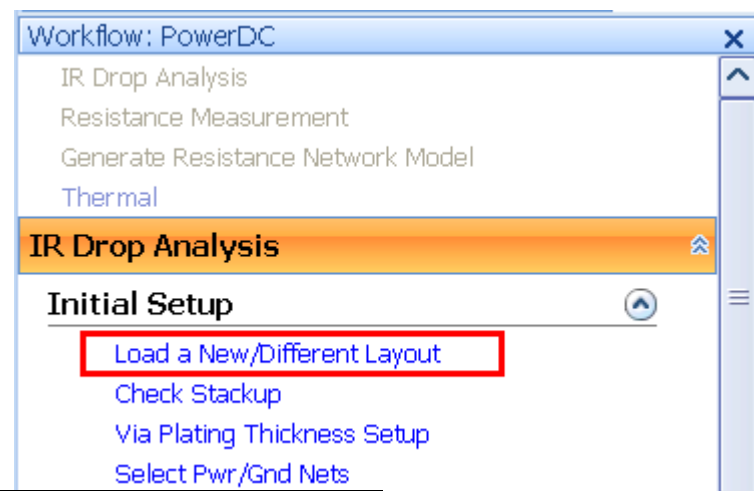 Workflow: PowerDC
IR Drop Analysis
Resistance Measurement
Generate Resistance Network Model
Thermal
IR Drop Analysis
Initial Setup
Load a New/Different Layout
Check Stackup
Via Plating Thickness Setup
Select Pwr/Gnd Nets